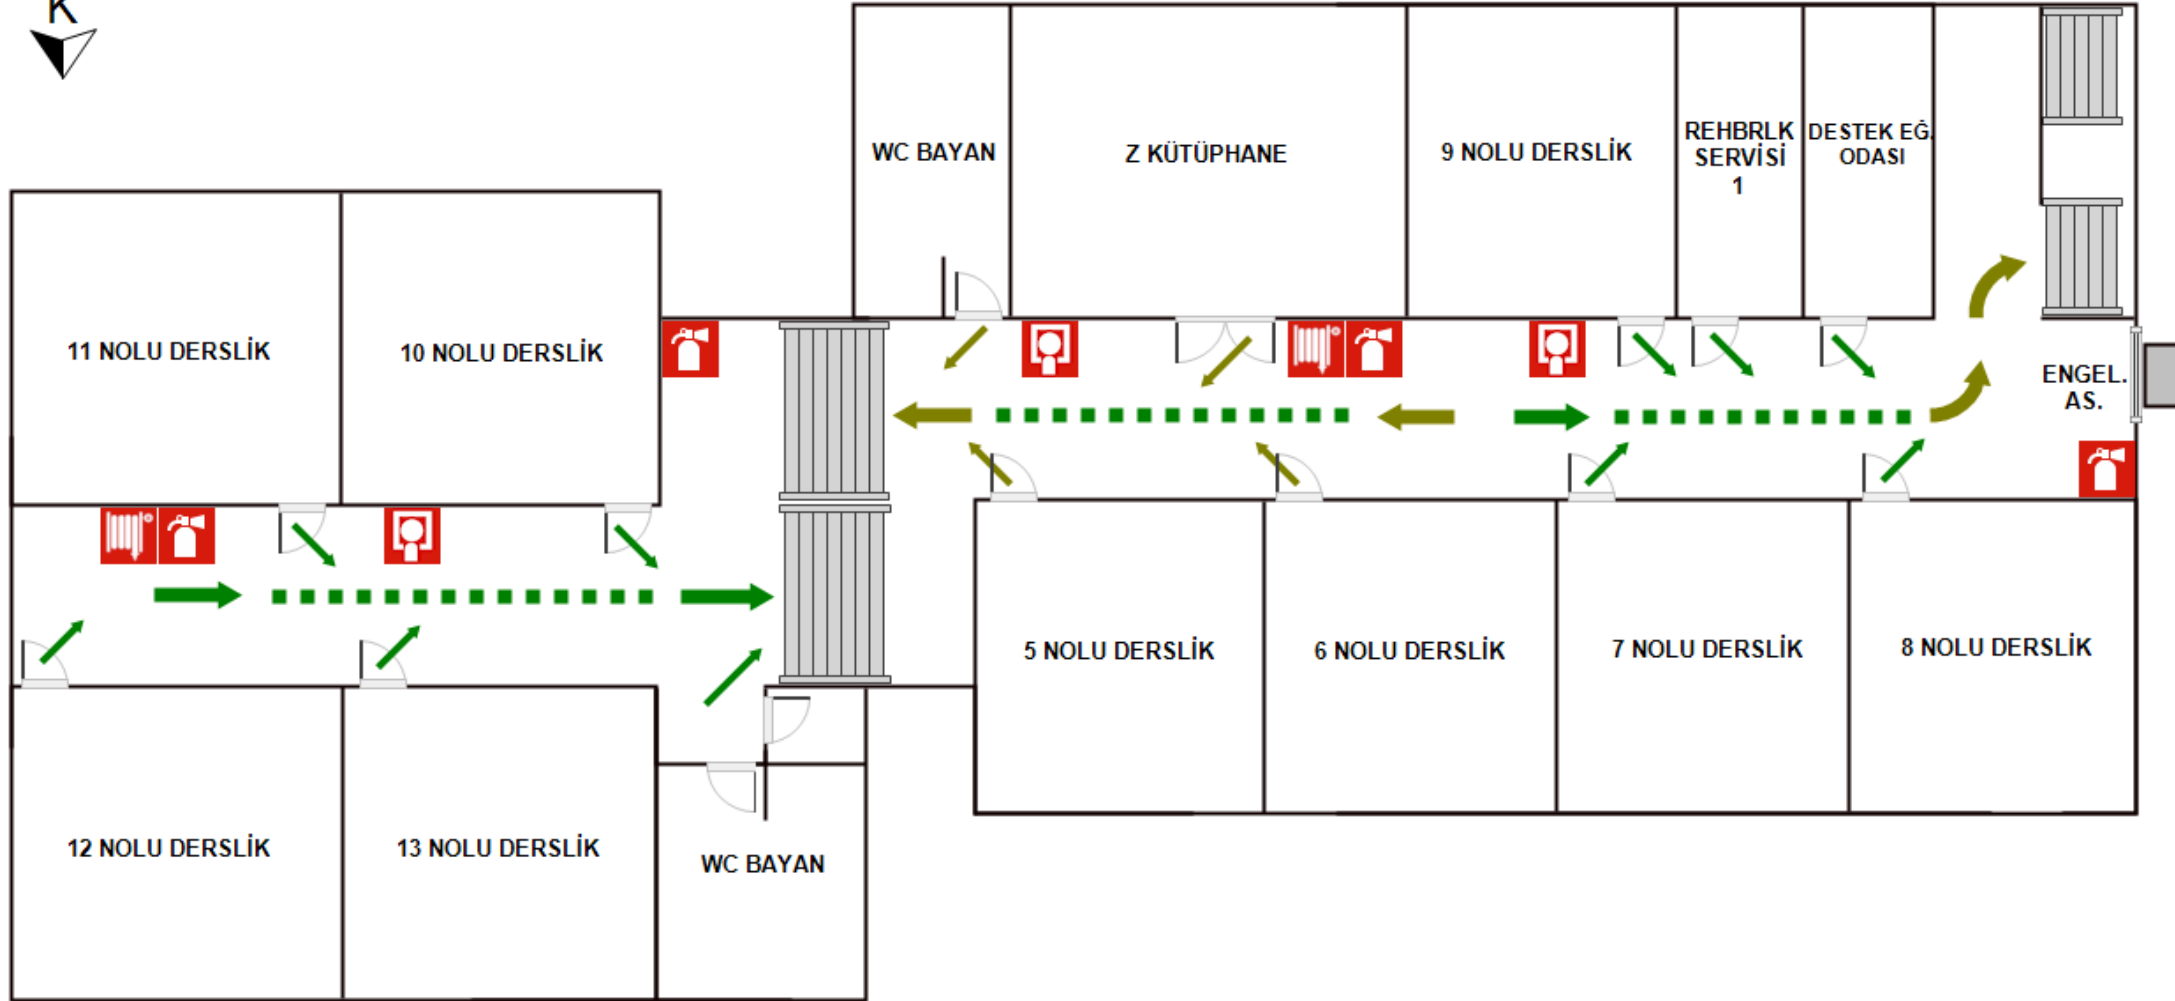 K
WC BAYAN
Z KÜTÜPHANE
9 NOLU DERSLİK
REHBRLK
SERVİSİ
1
DESTEK EĞ.
ODASI
11 NOLU DERSLİK
10 NOLU DERSLİK
ENGEL.
AS.
5 NOLU DERSLİK
6 NOLU DERSLİK
7 NOLU DERSLİK
8 NOLU DERSLİK
12 NOLU DERSLİK
13 NOLU DERSLİK
WC BAYAN